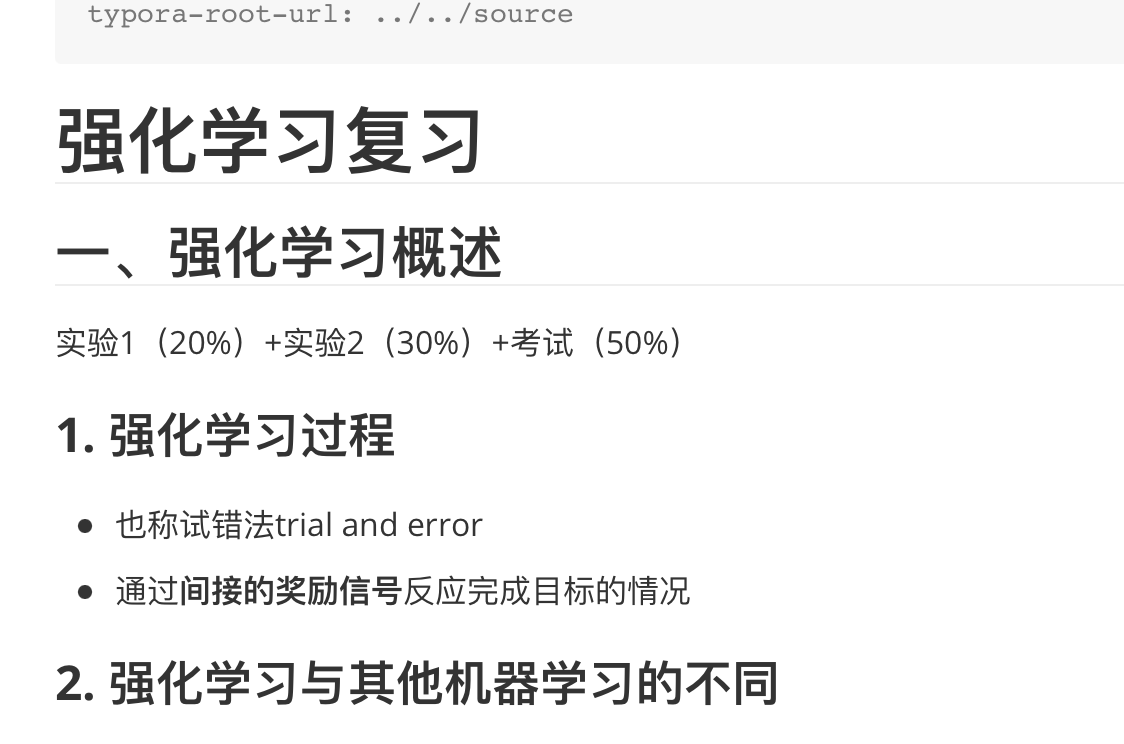 typora-root-url: ../../source
强化学习复习
一、强化学习概述
实验1（20%）+实验2（30%）+考试（50%）
1. 强化学习过程
● 也称试错法trial and error
● 通过间接的奖励信号反应完成目标的情况
2. 强化学习与其他机器学习的不同